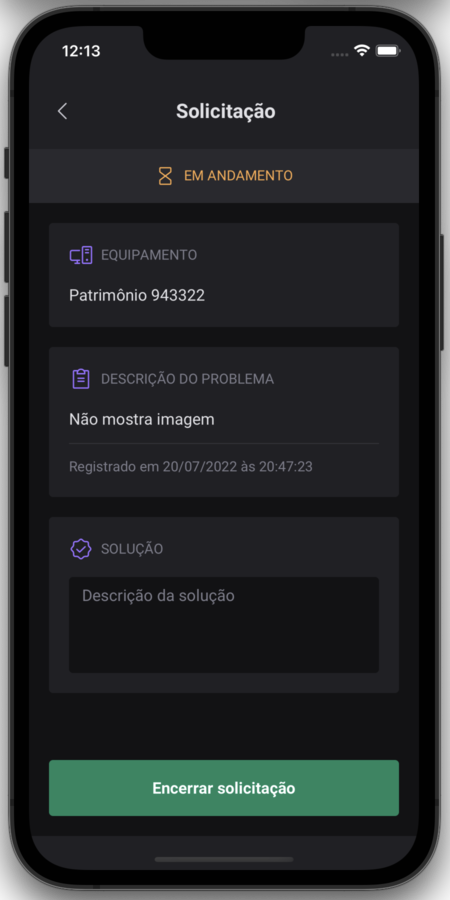 12:13
Solicitação
EM ANDAMENTO
EQUIPAMENTO
Patrimônio 943322
DESCRIÇÃO DO PROBLEMA
Não mostra imagem
Registrado em 20/07/2022 às 20:47:23
SOLUÇÃO
Descrição da solução
Encerrar solicitação